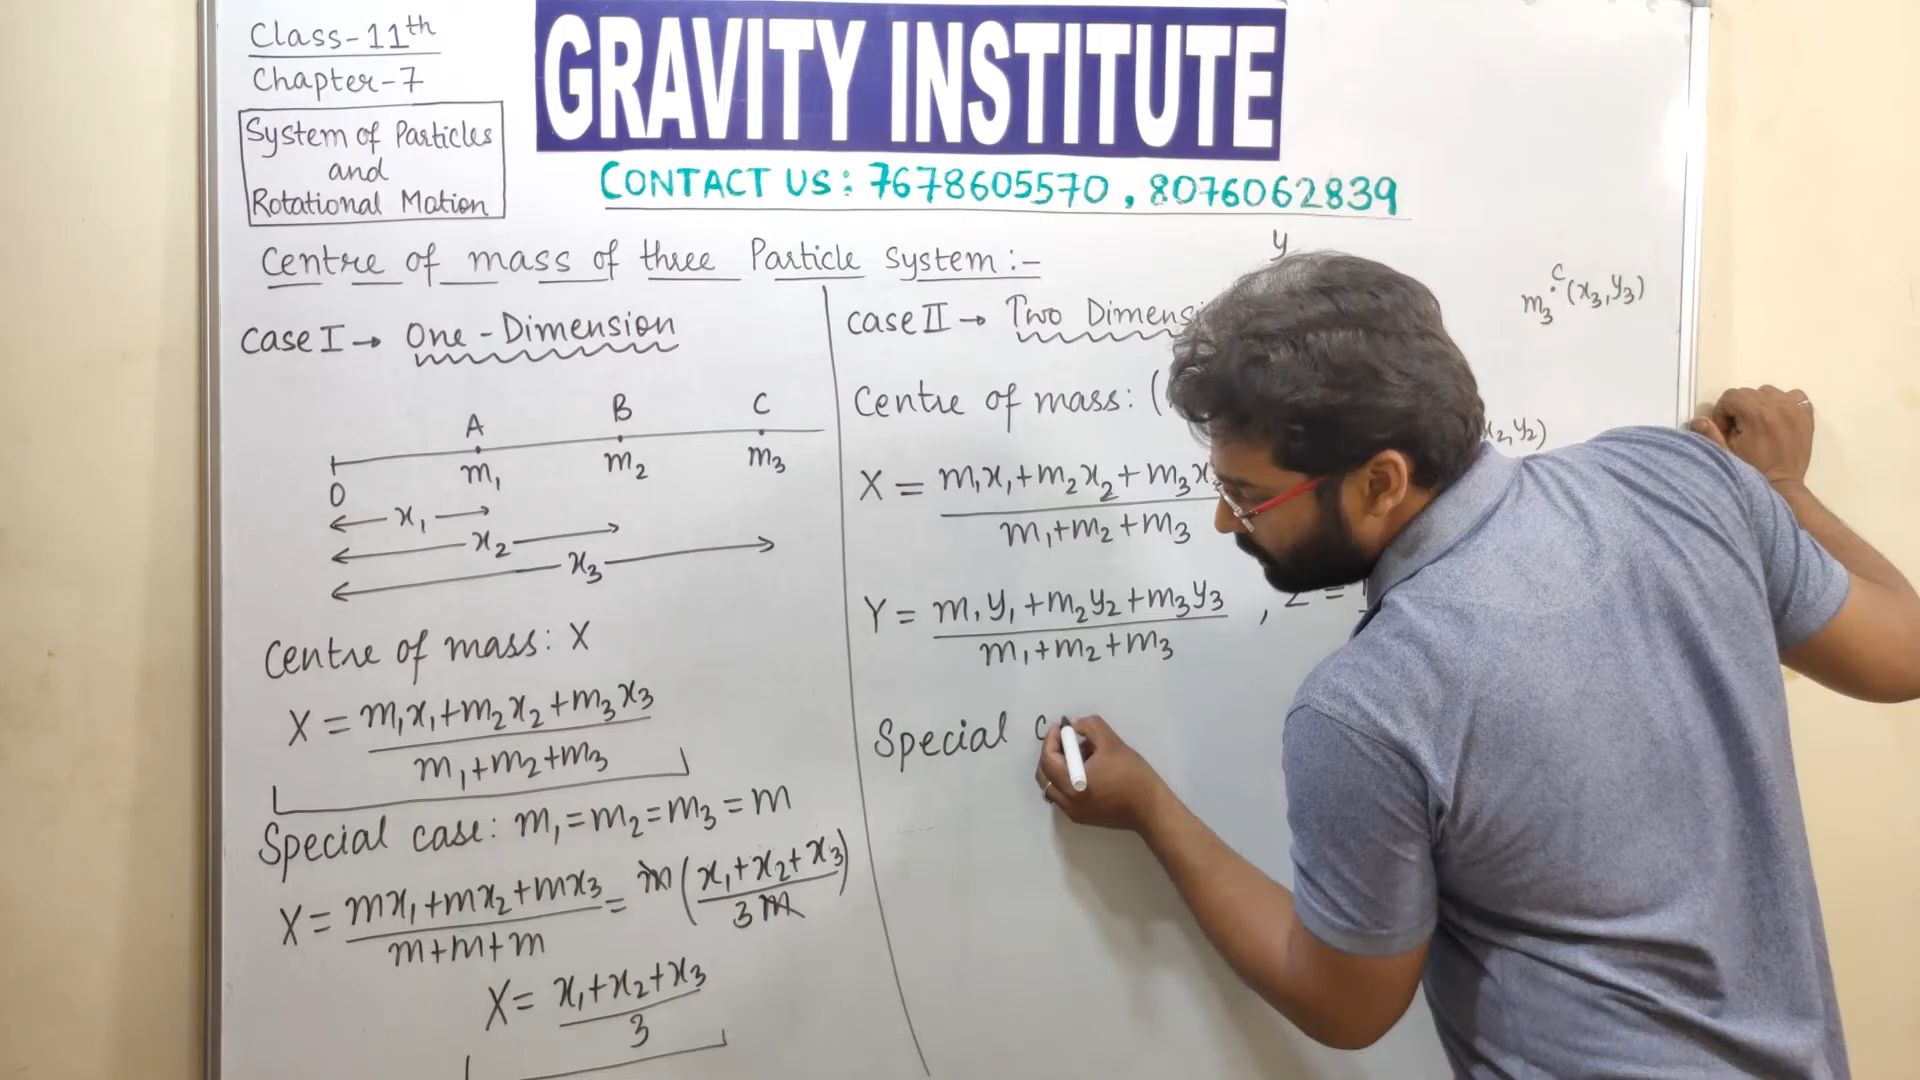 Class-11th
Chapter-7
System of Particles
and
Rotational Motion
GRAVITY INSTITUTE
CONTACT US: 7678605570, 8076062839
Centre of mass of three Particle System :-
Case I → One-Dimension
A B C
O m₁ m₂ m₃
x₁
x₂
x₃
Centre of mass: X
X = m₁x₁+m₂x₂+m₃x₃
m₁+m₂+m₃
Special case: m₁=m₂=m₃=m
X = mx₁+mx₂+mx₃ = m(x₁+x₂+x₃)
m+m+m 3m
X = x₁+x₂+x₃
3
Case II → Two Dimensi
y
C
m₃ (x₃,y₃)
x₂,y₂)
Centre of mass: (
X = m₁x₁+m₂x₂+m₃x
m₁+m₂+m₃
Y = m₁y₁+m₂y₂+m₃y₃ , Z =
m₁+m₂+m₃
Special c